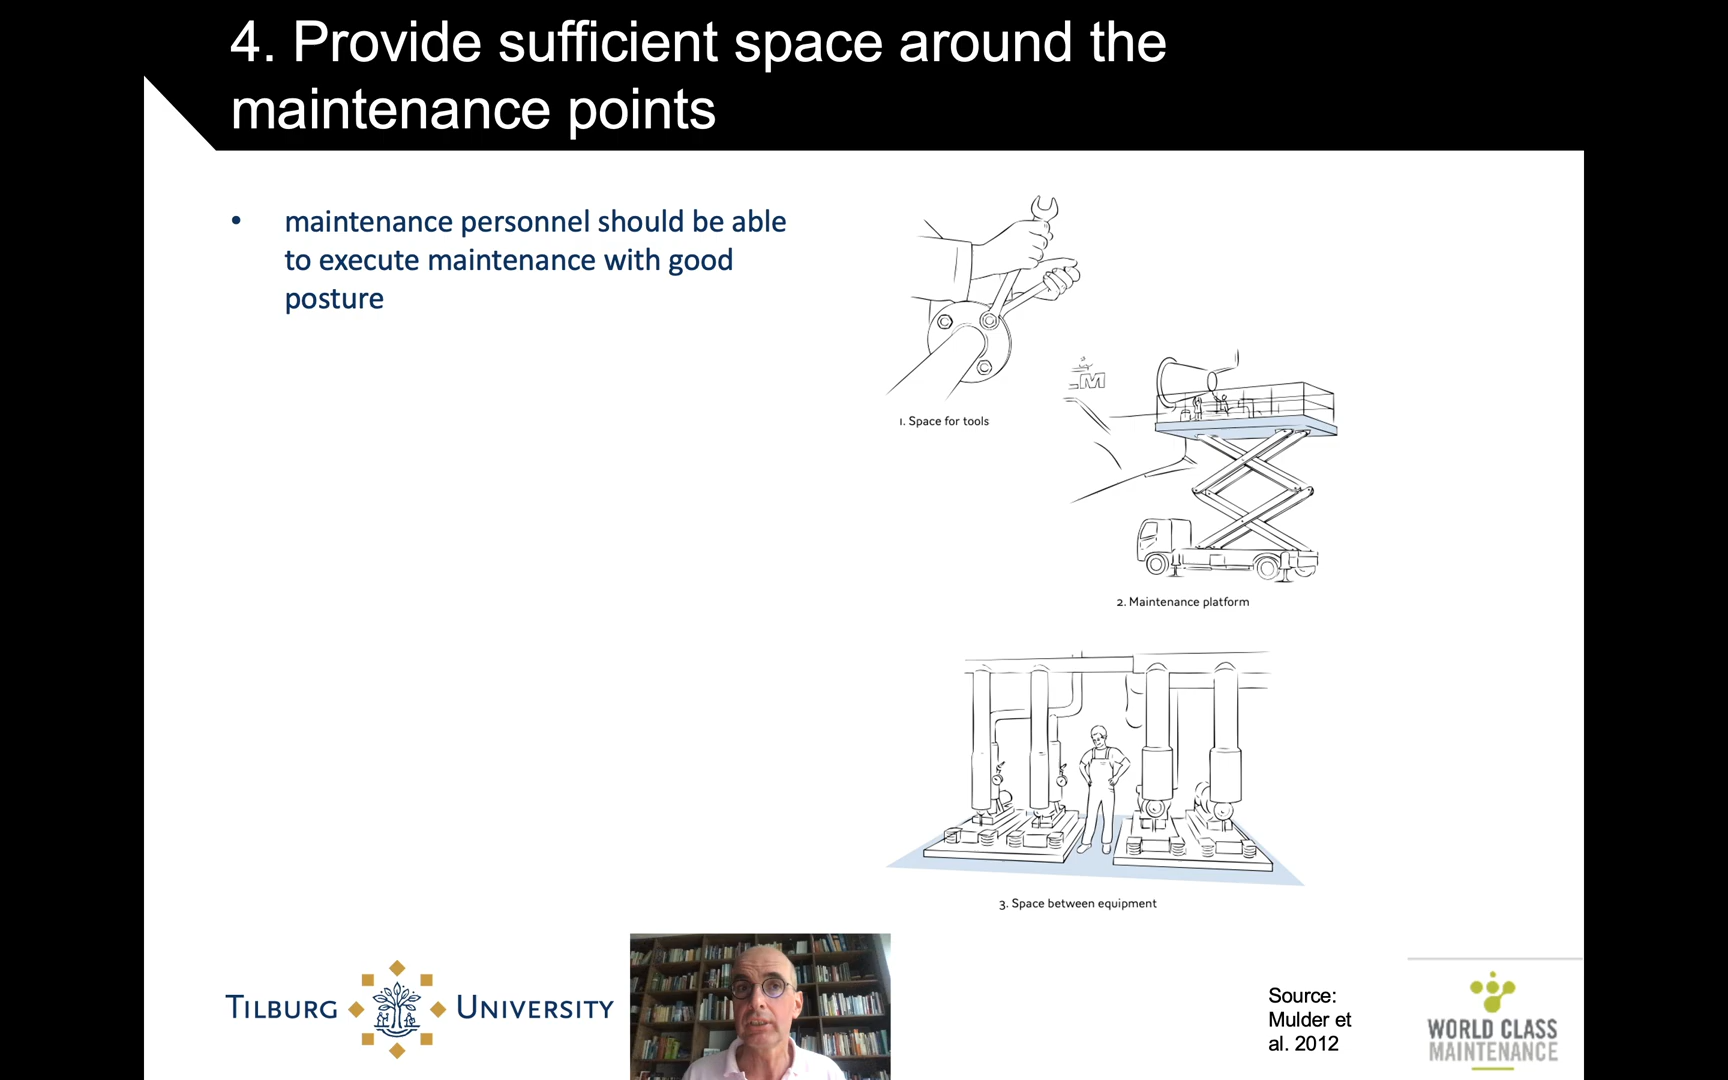 4. Provide sufficient space around the
maintenance points
• maintenance personnel should be able
to execute maintenance with good
posture
1. Space for tools
2. Maintenance platform
3. Space between equipment
TILBURG UNIVERSITY
Source:
Mulder et
al. 2012
WORLD CLASS
MAINTENANCE